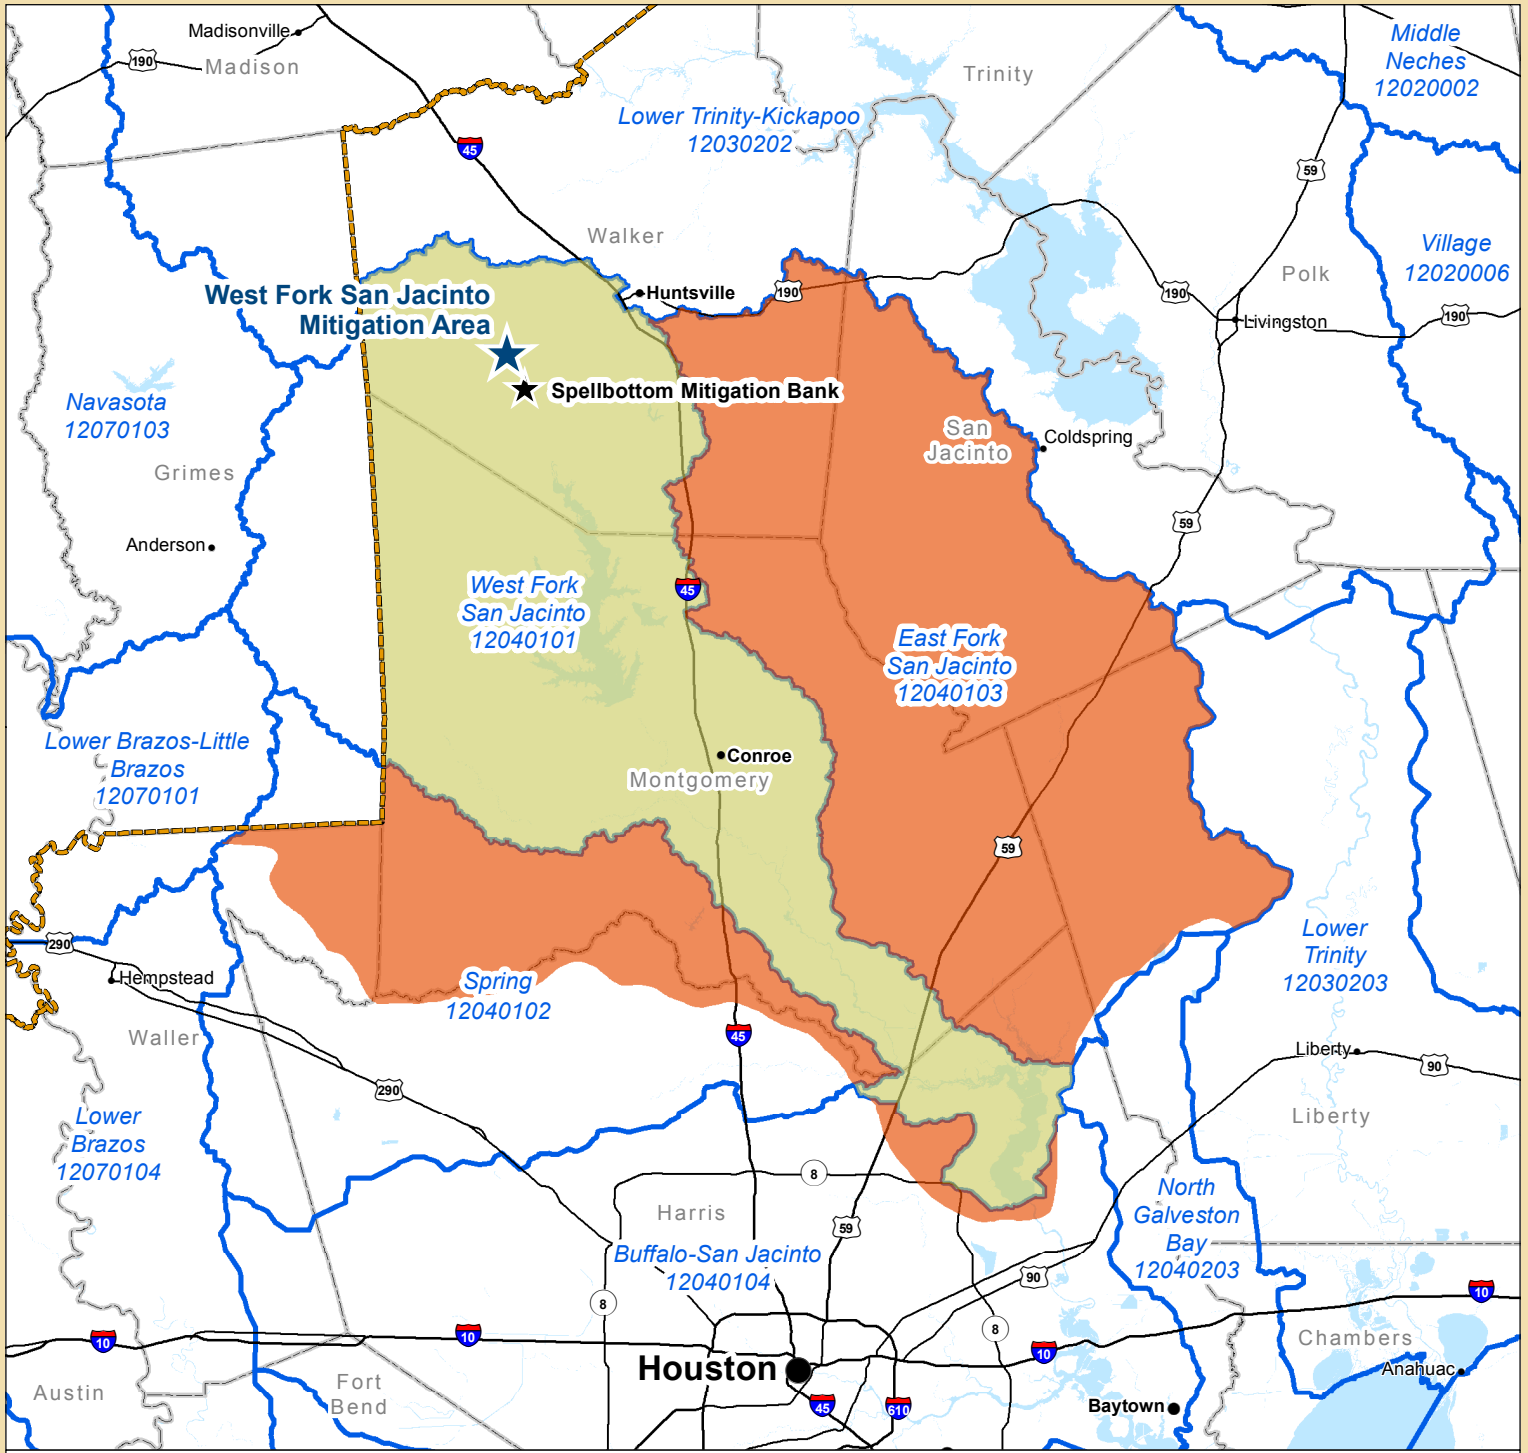 Madisonville
Madison
190
Trinity
Middle
Neches
12020002
Lower Trinity-Kickapoo
12030202
45
59
Walker
Village
12020006
Polk
West Fork San Jacinto
Mitigation Area
Huntsville
190
190
190
Livingston
Spellbottom Mitigation Bank
Navasota
12070103
Grimes
San
Jacinto
Coldspring
59
Anderson
West Fork
San Jacinto
12040101
45
East Fork
San Jacinto
12040103
Lower Brazos-Little
Brazos
12070101
Conroe
Montgomery
59
290
Hempstead
Spring
12040102
Lower
Trinity
12030203
Waller
45
Liberty
90
290
Lower
Brazos
12070104
Liberty
8
North
Galveston
Bay
12040203
Harris
59
Buffalo-San Jacinto
12040104
90
8
8
10
10
10
10
Chambers
Anahuac
Houston
Austin
Fort
Bend
45
610
Baytown